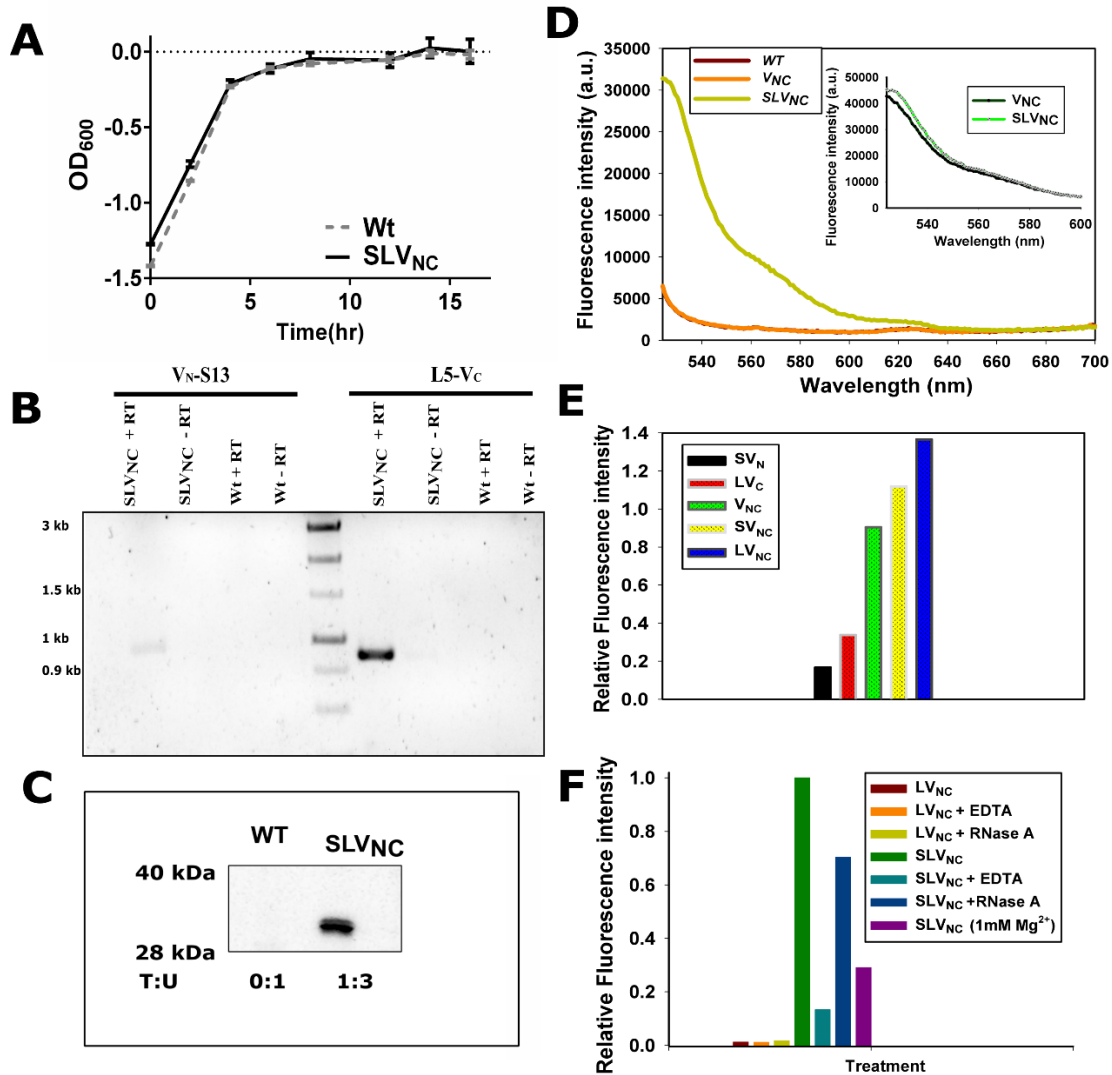 A
0.0
-0.5
-1.0
-1.5
OD600
Wt
SLVNC
0 5 10 15
Time(hr)
B
VN-S13
L5-VC
SLVNC + RT
SLVNC - RT
Wt + RT
Wt - RT
SLVNC + RT
SLVNC - RT
Wt + RT
Wt - RT
3 kb
1.5 kb
1 kb
0.9 kb
C
WT
SLVNC
40 kDa
28 kDa
T:U
0:1
1:3
D
35000
30000
25000
20000
15000
10000
5000
0
Fluorescence intensity (a.u.)
WT
VNC
SLVNC
540 560 580 600 620 640 660 680 700
Wavelength (nm)
50000
40000
30000
20000
10000
0
Fluorescence intensity (a.u.)
VNC
SLVNC
540 560 580 600
Wavelength (nm)
E
1.4
1.2
1.0
0.8
0.6
0.4
0.2
0.0
Relative Fluorescence intensity
SVN
LVC
VNC
SVNC
LVNC
F
1.0
0.8
0.6
0.4
0.2
0.0
Relative Fluorescence intensity
LVNC
LVNC + EDTA
LVNC + RNase A
SLVNC
SLVNC + EDTA
SLVNC +RNase A
SLVNC (1mM Mg2+)
Treatment